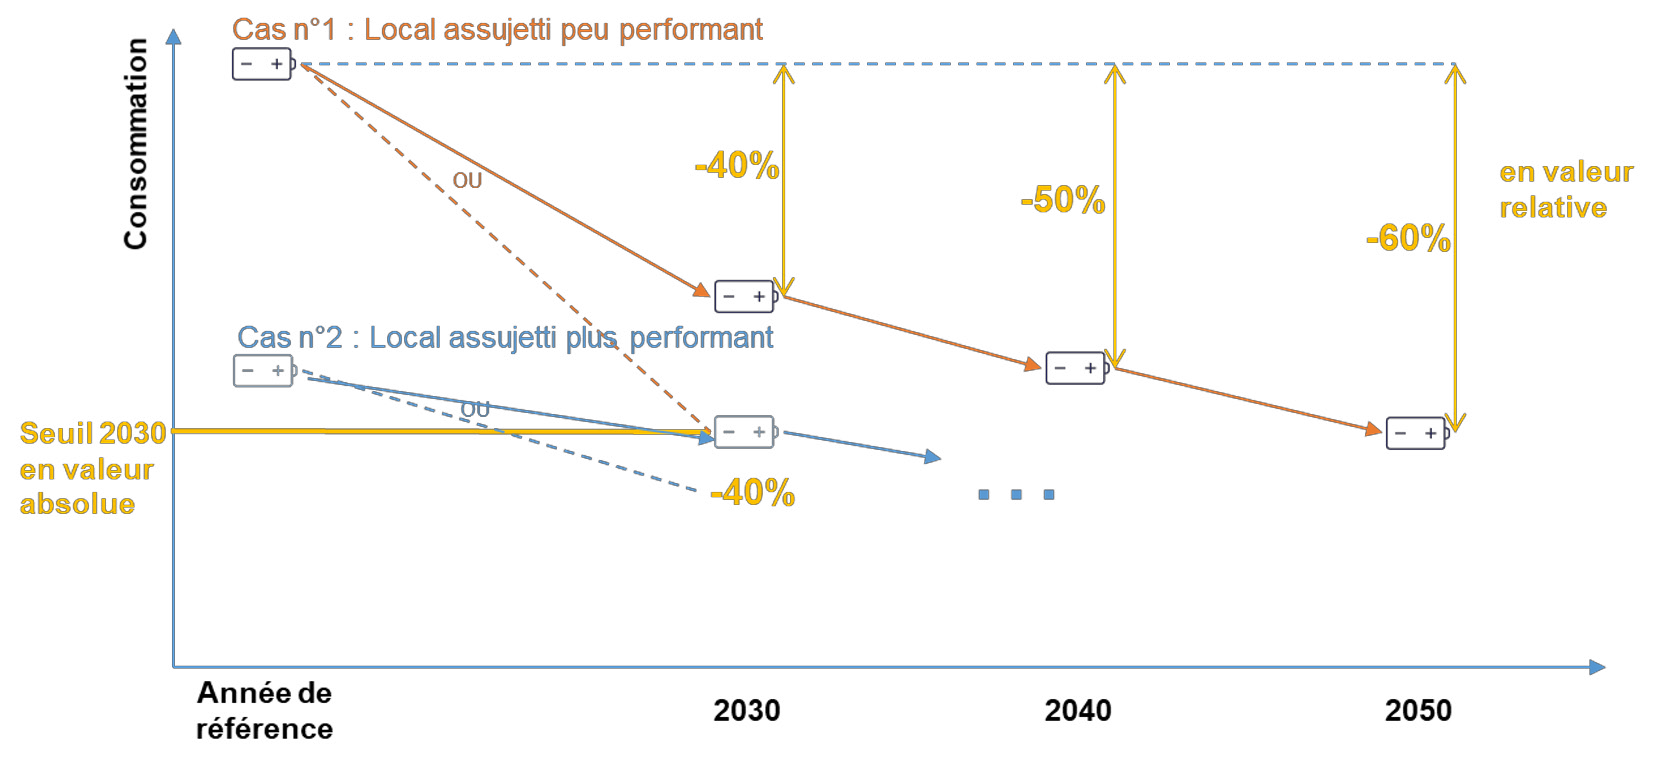 Cas n°1 : Local assujetti peu performant
Consommation
- +
-40%
OU
-50%
en valeur
relative
-60%
- +
Cas n°2 : Local assujetti plus performant
- +
- +
OU
Seuil 2030
en valeur
absolue
- +
- +
-40%
Année de
référence
2030
2040
2050